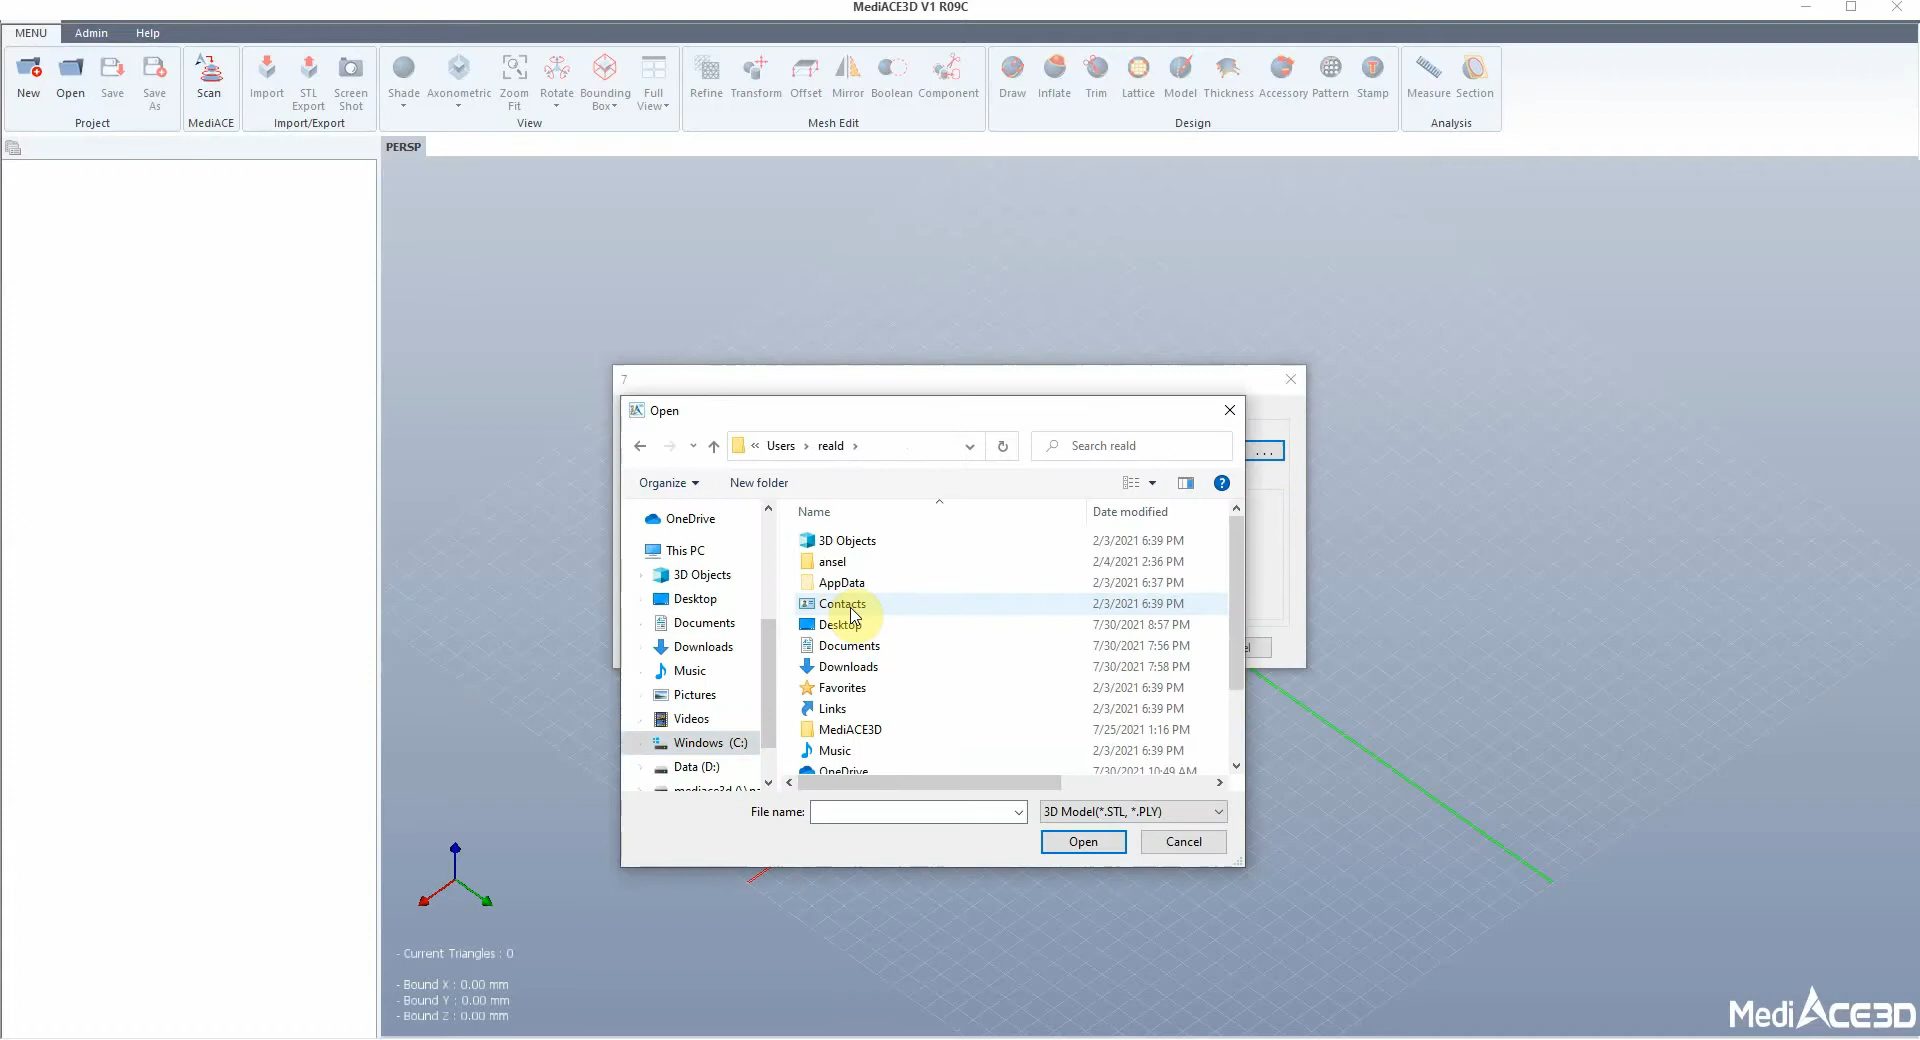 MediACE3D V1 R09C
MENU Admin Help
New Open Save Save As Scan Import STL Export Screen Shot Shade Axonometric Zoom Fit Rotate Bounding Box Full View Refine Transform Offset Mirror Boolean Component Draw Inflate Trim Lattice Model Thickness Accessory Pattern Stamp Measure Section
Project MediACE Import/Export View Mesh Edit Design Analysis
PERSP
7
Open
« Users reald Search reald ...
Organize New folder
Name Date modified
OneDrive
This PC
3D Objects
Desktop
Documents
Downloads
Music
Pictures
Videos
Windows (C:)
Data (D:)
3D Objects 2/3/2021 6:39 PM
ansel 2/4/2021 2:36 PM
AppData 2/3/2021 6:37 PM
Contacts 2/3/2021 6:39 PM
Desktop 7/30/2021 8:57 PM
Documents 7/30/2021 7:56 PM
Downloads 7/30/2021 7:58 PM
Favorites 2/3/2021 6:39 PM
Links 2/3/2021 6:39 PM
MediACE3D 7/25/2021 1:16 PM
Music 2/3/2021 6:39 PM
OneDrive 7/30/2021 10:49 AM
File name: 3D Model(*.STL, *.PLY)
Open Cancel
- Current Triangles : 0
- Bound X : 0.00 mm
- Bound Y : 0.00 mm
- Bound Z : 0.00 mm
MediACE3D